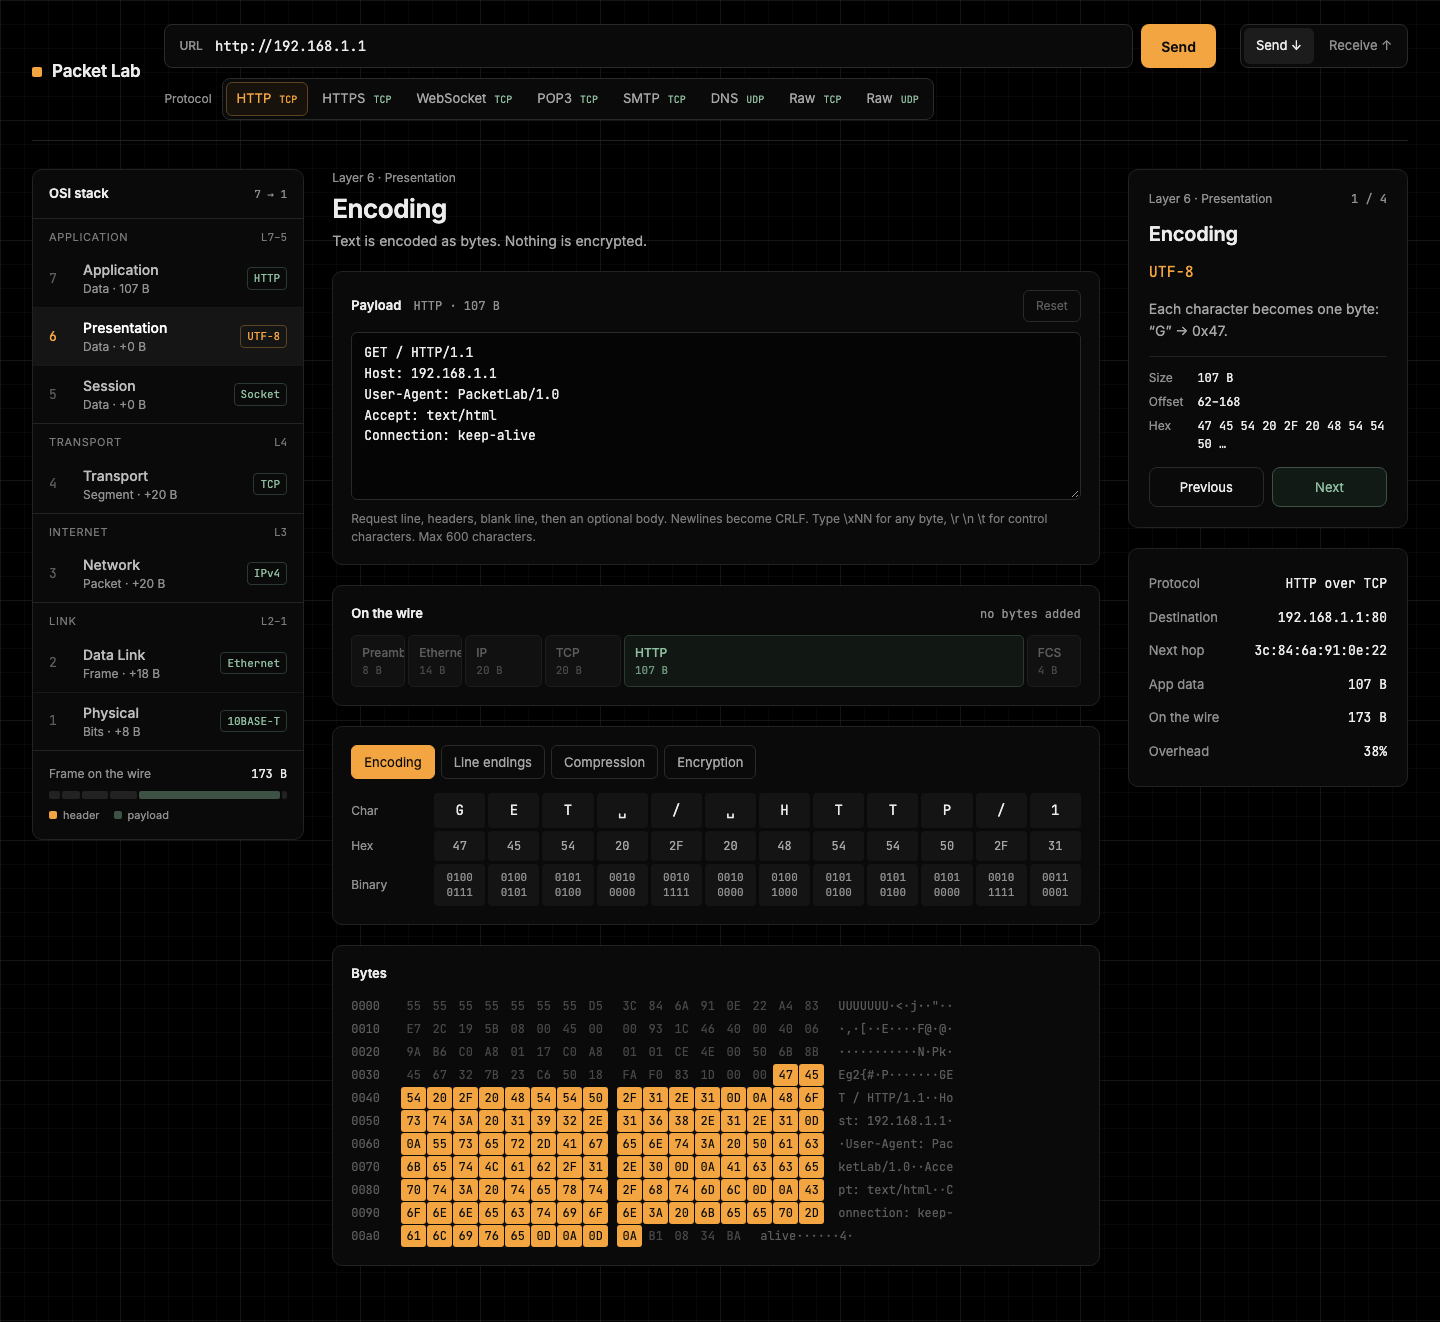 Packet Lab
URL http://192.168.1.1
Send
Send ↓ Receive ↑
Protocol HTTP TCP HTTPS TCP WebSocket TCP POP3 TCP SMTP TCP DNS UDP Raw TCP Raw UDP
OSI stack 7 → 1
APPLICATION L7–5
7 Application HTTP
Data · 107 B
6 Presentation UTF-8
Data · +0 B
5 Session Socket
Data · +0 B
TRANSPORT L4
4 Transport TCP
Segment · +20 B
INTERNET L3
3 Network IPv4
Packet · +20 B
LINK L2–1
2 Data Link Ethernet
Frame · +18 B
1 Physical 10BASE-T
Bits · +8 B
Frame on the wire 173 B
header payload
Layer 6 · Presentation
Encoding
Text is encoded as bytes. Nothing is encrypted.
Payload HTTP · 107 B Reset
GET / HTTP/1.1
Host: 192.168.1.1
User-Agent: PacketLab/1.0
Accept: text/html
Connection: keep-alive
Request line, headers, blank line, then an optional body. Newlines become CRLF. Type \xNN for any byte, \r \n \t for control
characters. Max 600 characters.
On the wire no bytes added
Preamb Etherne IP TCP HTTP FCS
8 B 14 B 20 B 20 B 107 B 4 B
Encoding Line endings Compression Encryption
Char G E T ␣ / ␣ H T T P / 1
Hex 47 45 54 20 2F 20 48 54 54 50 2F 31
Binary 0100 0100 0101 0010 0010 0010 0100 0101 0101 0101 0010 0011
0111 0101 0100 0000 1111 0000 1000 0100 0100 0000 1111 0001
Bytes
0000 55 55 55 55 55 55 55 D5 3C 84 6A 91 0E 22 A4 83 UUUUUUU·<·j··"··
0010 E7 2C 19 5B 08 00 45 00 00 93 1C 46 40 00 40 06 ·,·[··E····F@·@·
0020 9A B6 C0 A8 01 17 C0 A8 01 01 CE 4E 00 50 6B 8B ···········N·Pk·
0030 45 67 32 7B 23 C6 50 18 FA F0 83 1D 00 00 47 45 Eg2{#·P·······GE
0040 54 20 2F 20 48 54 54 50 2F 31 2E 31 0D 0A 48 6F T / HTTP/1.1··Ho
0050 73 74 3A 20 31 39 32 2E 31 36 38 2E 31 2E 31 0D st: 192.168.1.1·
0060 0A 55 73 65 72 2D 41 67 65 6E 74 3A 20 50 61 63 ·User-Agent: Pac
0070 6B 65 74 4C 61 62 2F 31 2E 30 0D 0A 41 63 63 65 ketLab/1.0··Acce
0080 70 74 3A 20 74 65 78 74 2F 68 74 6D 6C 0D 0A 43 pt: text/html··C
0090 6F 6E 6E 65 63 74 69 6F 6E 3A 20 6B 65 65 70 2D onnection: keep-
00a0 61 6C 69 76 65 0D 0A 0D 0A B1 08 34 BA alive······4·
Layer 6 · Presentation 1 / 4
Encoding
UTF-8
Each character becomes one byte:
“G” → 0x47.
Size 107 B
Offset 62–168
Hex 47 45 54 20 2F 20 48 54 54
50 …
Previous Next
Protocol HTTP over TCP
Destination 192.168.1.1:80
Next hop 3c:84:6a:91:0e:22
App data 107 B
On the wire 173 B
Overhead 38%